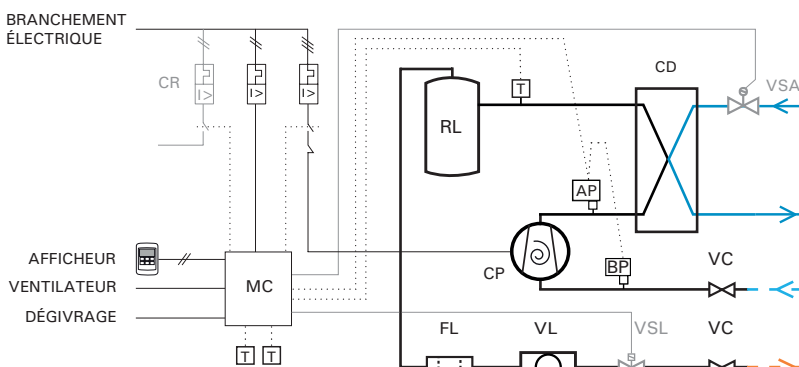 BRANCHEMENT
ÉLECTRIQUE
CR
I>
I>
I>
T
CD
VSA
RL
AP
CP
BP
VC
AFFICHEUR
VENTILATEUR
DÉGIVRAGE
MC
T T
FL
VL
VSL
VC